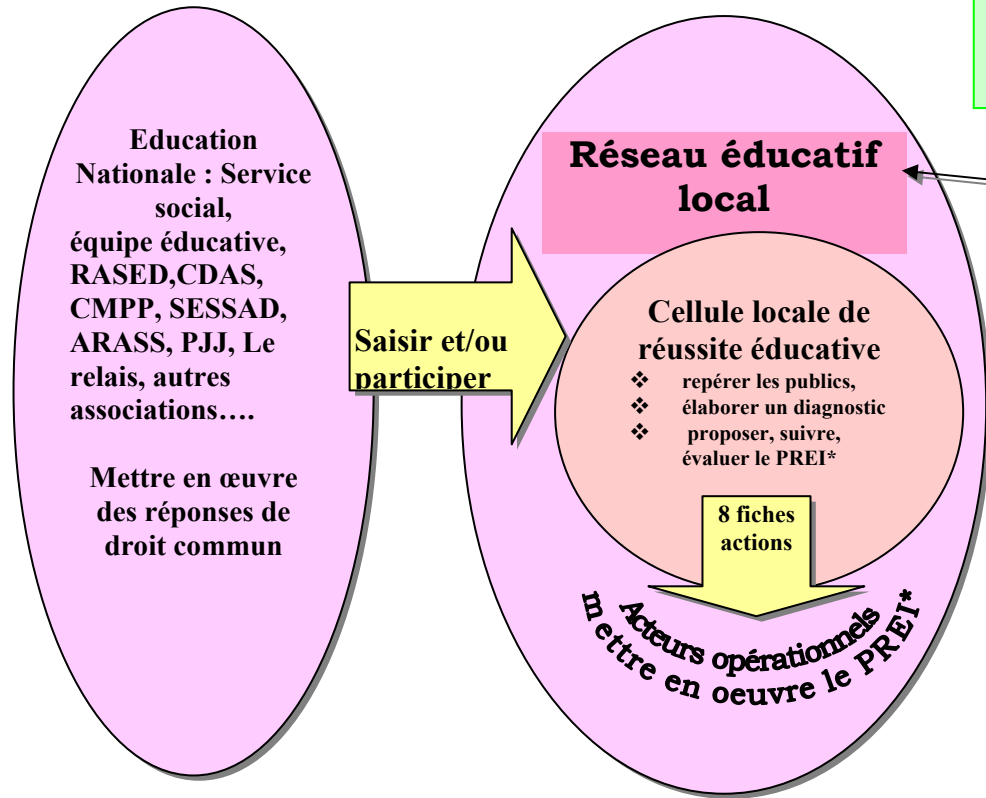 Education
Nationale : Service
social,
équipe éducative,
RASED,CDAS,
CMPP, SESSAD,
ARASS, PJJ, Le
relais, autres
associations….
Mettre en œuvre
des réponses de
droit commun
Saisir et/ou
participer
Réseau éducatif
local
Cellule locale de
réussite éducative
❖ repérer les publics,
❖ élaborer un diagnostic
❖ proposer, suivre,
évaluer le PREI*
8 fiches
actions
Acteurs opérationnels
mettre en oeuvre le PREI*